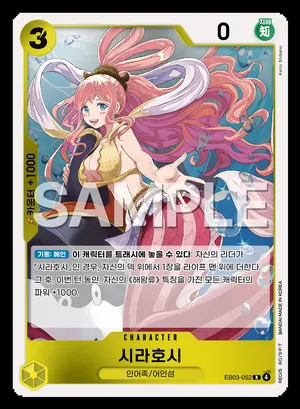 3
0
지혜
知
카운터 +1000
SAMPLE
기동: 메인 이 캐릭터를 트래시에 놓을 수 있다: 자신의 리더가
「시라호시」인 경우, 자신의 덱 위에서 1장을 라이프 맨 위에 더한다.
그 후, 이번 턴 동안, 자신의 《해왕류》 특징을 가진 모든 캐릭터의
파워 +1000.
CHARACTER
시라호시
인어족/어인섬
BANDAI MADE IN KOREA
EB03-052 R 4